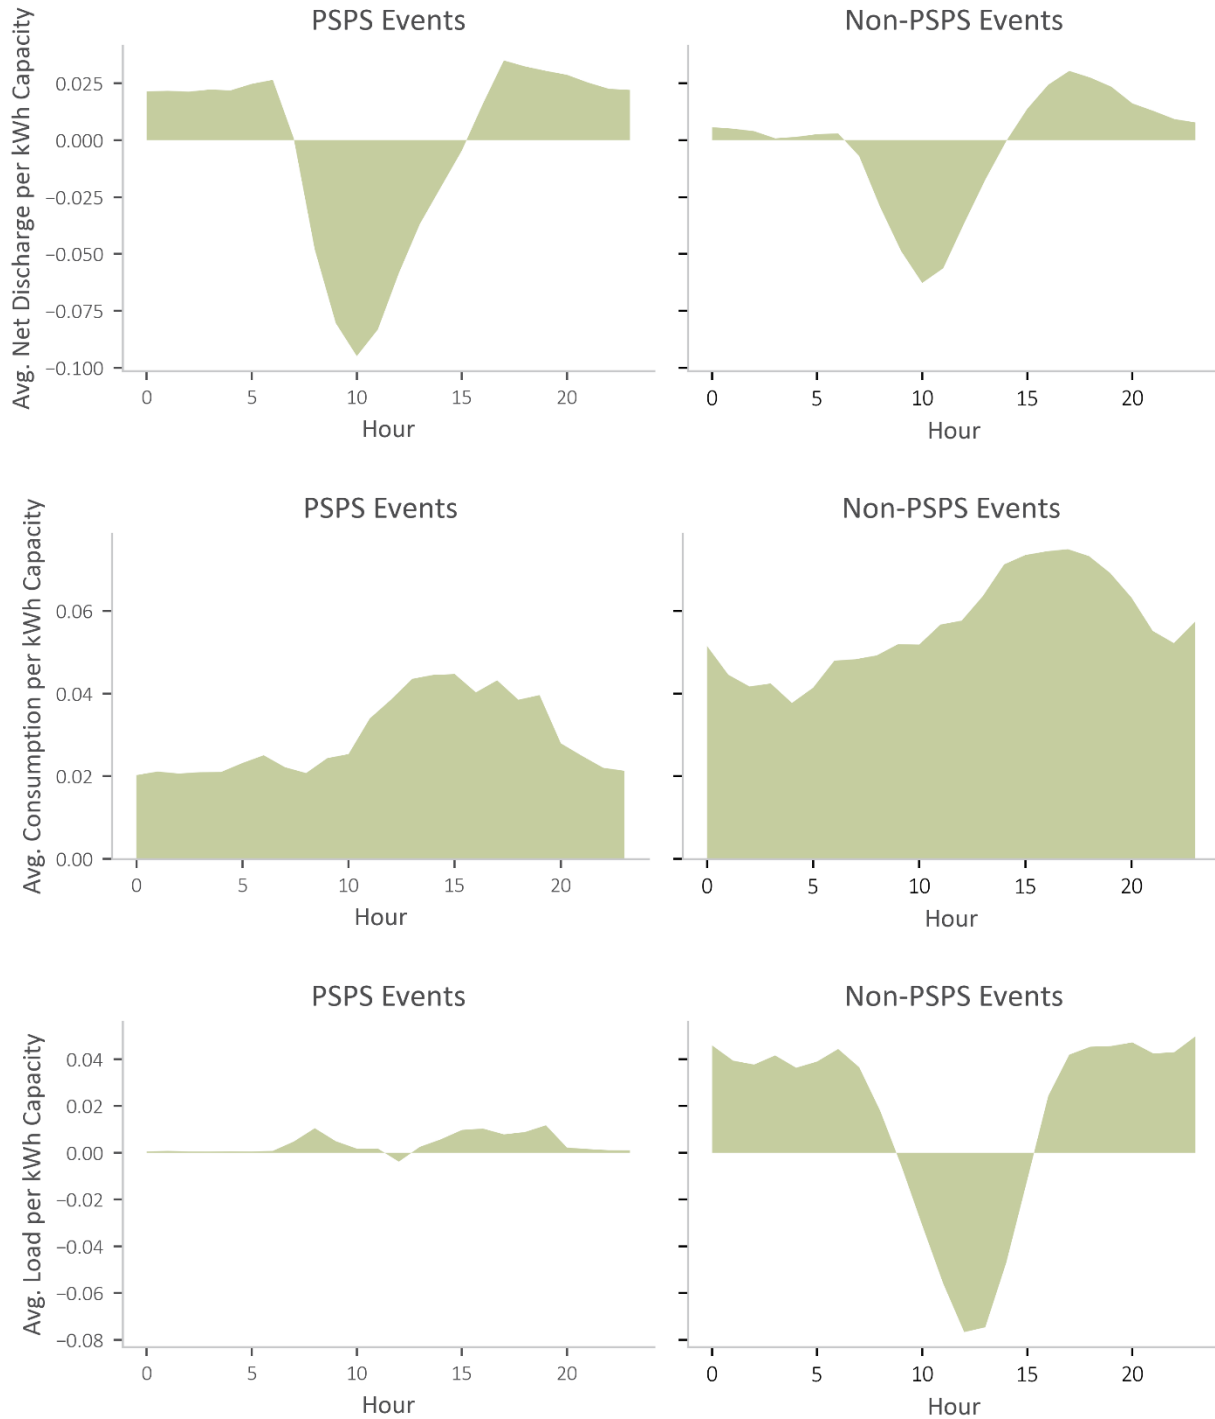 PSPS Events
Non-PSPS Events
Avg. Net Discharge per kWh Capacity
0.025
0.000
−0.025
−0.050
−0.075
−0.100
0 5 10 15 20
0 5 10 15 20
Hour
Hour
PSPS Events
Non-PSPS Events
Avg. Consumption per kWh Capacity
0.06
0.04
0.02
0.00
0 5 10 15 20
0 5 10 15 20
Hour
Hour
PSPS Events
Non-PSPS Events
Avg. Load per kWh Capacity
0.04
0.02
0.00
−0.02
−0.04
−0.06
−0.08
0 5 10 15 20
0 5 10 15 20
Hour
Hour